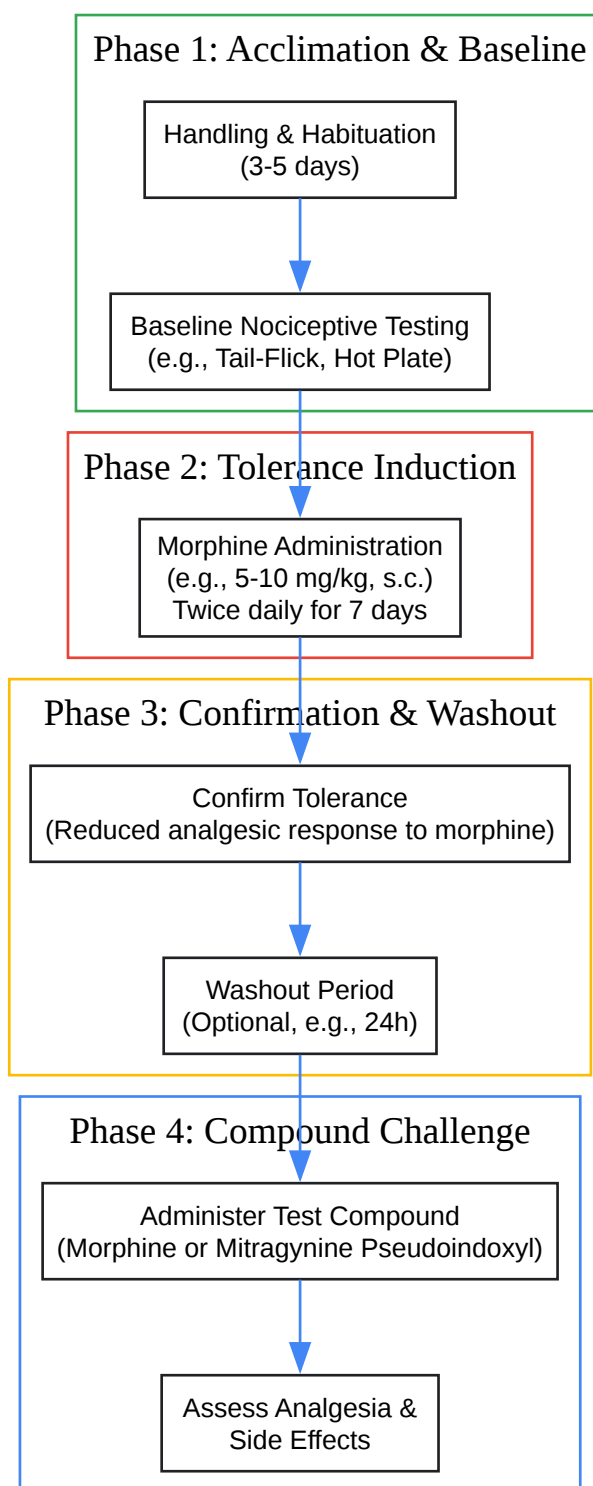 Phase 1: Acclimation & Baseline
Handling & Habituation
(3-5 days)
Baseline Nociceptive Testing
(e.g., Tail-Flick, Hot Plate)
Phase 2: Tolerance Induction
Morphine Administration
(e.g., 5-10 mg/kg, s.c.)
Twice daily for 7 days
Phase 3: Confirmation & Washout
Confirm Tolerance
(Reduced analgesic response to morphine)
Washout Period
(Optional, e.g., 24h)
Phase 4: Compound Challenge
Administer Test Compound
(Morphine or Mitragynine Pseudoindoxyl)
Assess Analgesia &
Side Effects